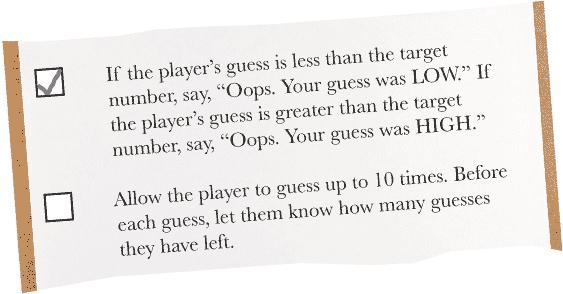 If the player’s guess is less than the target
number, say, “Oops. Your guess was LOW.” If
the player’s guess is greater than the target
number, say, “Oops. Your guess was HIGH.”
Allow the player to guess up to 10 times. Before
each guess, let them know how many guesses
they have left.